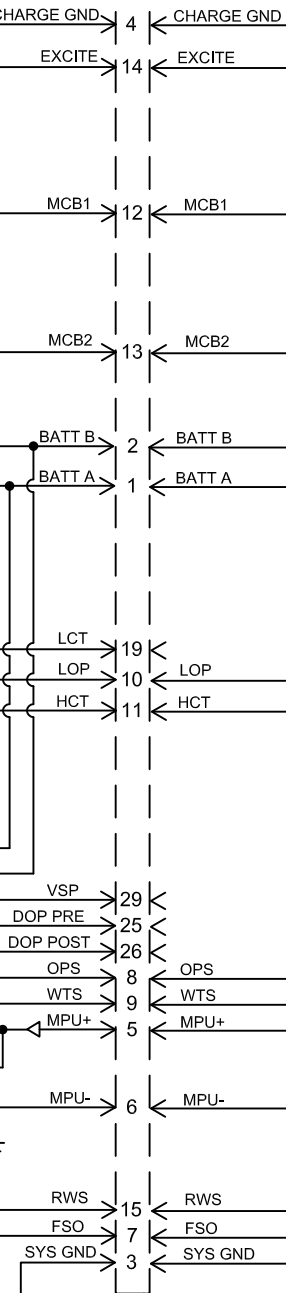 CHARGE GND 4 CHARGE GND
EXCITE 14 EXCITE
MCB1 12 MCB1
MCB2 13 MCB2
BATT B 2 BATT B
BATT A 1 BATT A
LCT 19
LOP 10 LOP
HCT 11 HCT
VSP 29
DOP PRE 25
DOP POST 26
OPS 8 OPS
WTS 9 WTS
MPU+ 5 MPU+
MPU- 6 MPU-
RWS 15 RWS
FSO 7 FSO
SYS GND 3 SYS GND